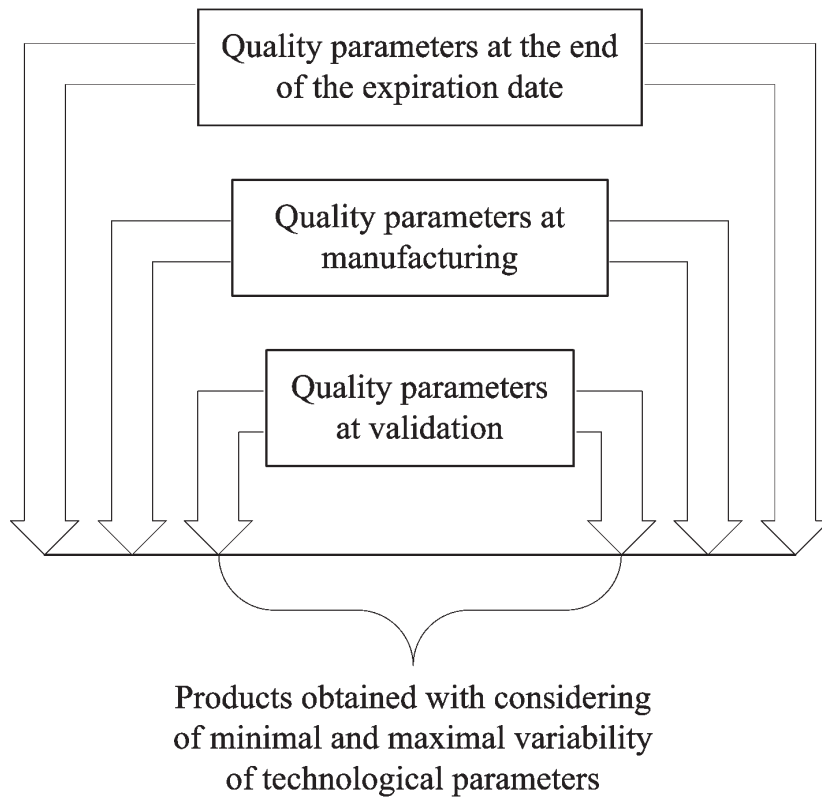 Quality parameters at the end
of the expiration date
Quality parameters at
manufacturing
Quality parameters
at validation
Products obtained with considering
of minimal and maximal variability
of technological parameters